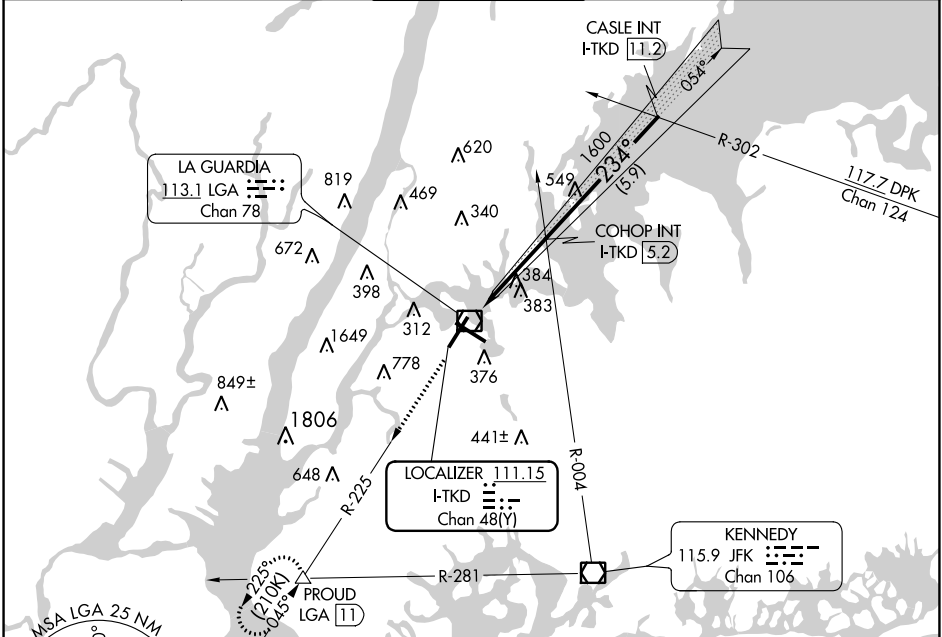 CASLE INT
I-TKD 11.2
054°
R-302
117.7 DPK
Chan 124
1600
234°
(5.9)
LA GUARDIA
113.1 LGA
Chan 78
620
819
469
549
340
COHOP INT
I-TKD 5.2
672
398
384
383
312
1649
778
376
849±
1806
441±
648
R-225
R-004
LOCALIZER 111.15
I-TKD
Chan 48(Y)
KENNEDY
115.9 JFK
Chan 106
R-281
225°
(210K)
045°
PROUD
LGA 11
MSA LGA 25 NM